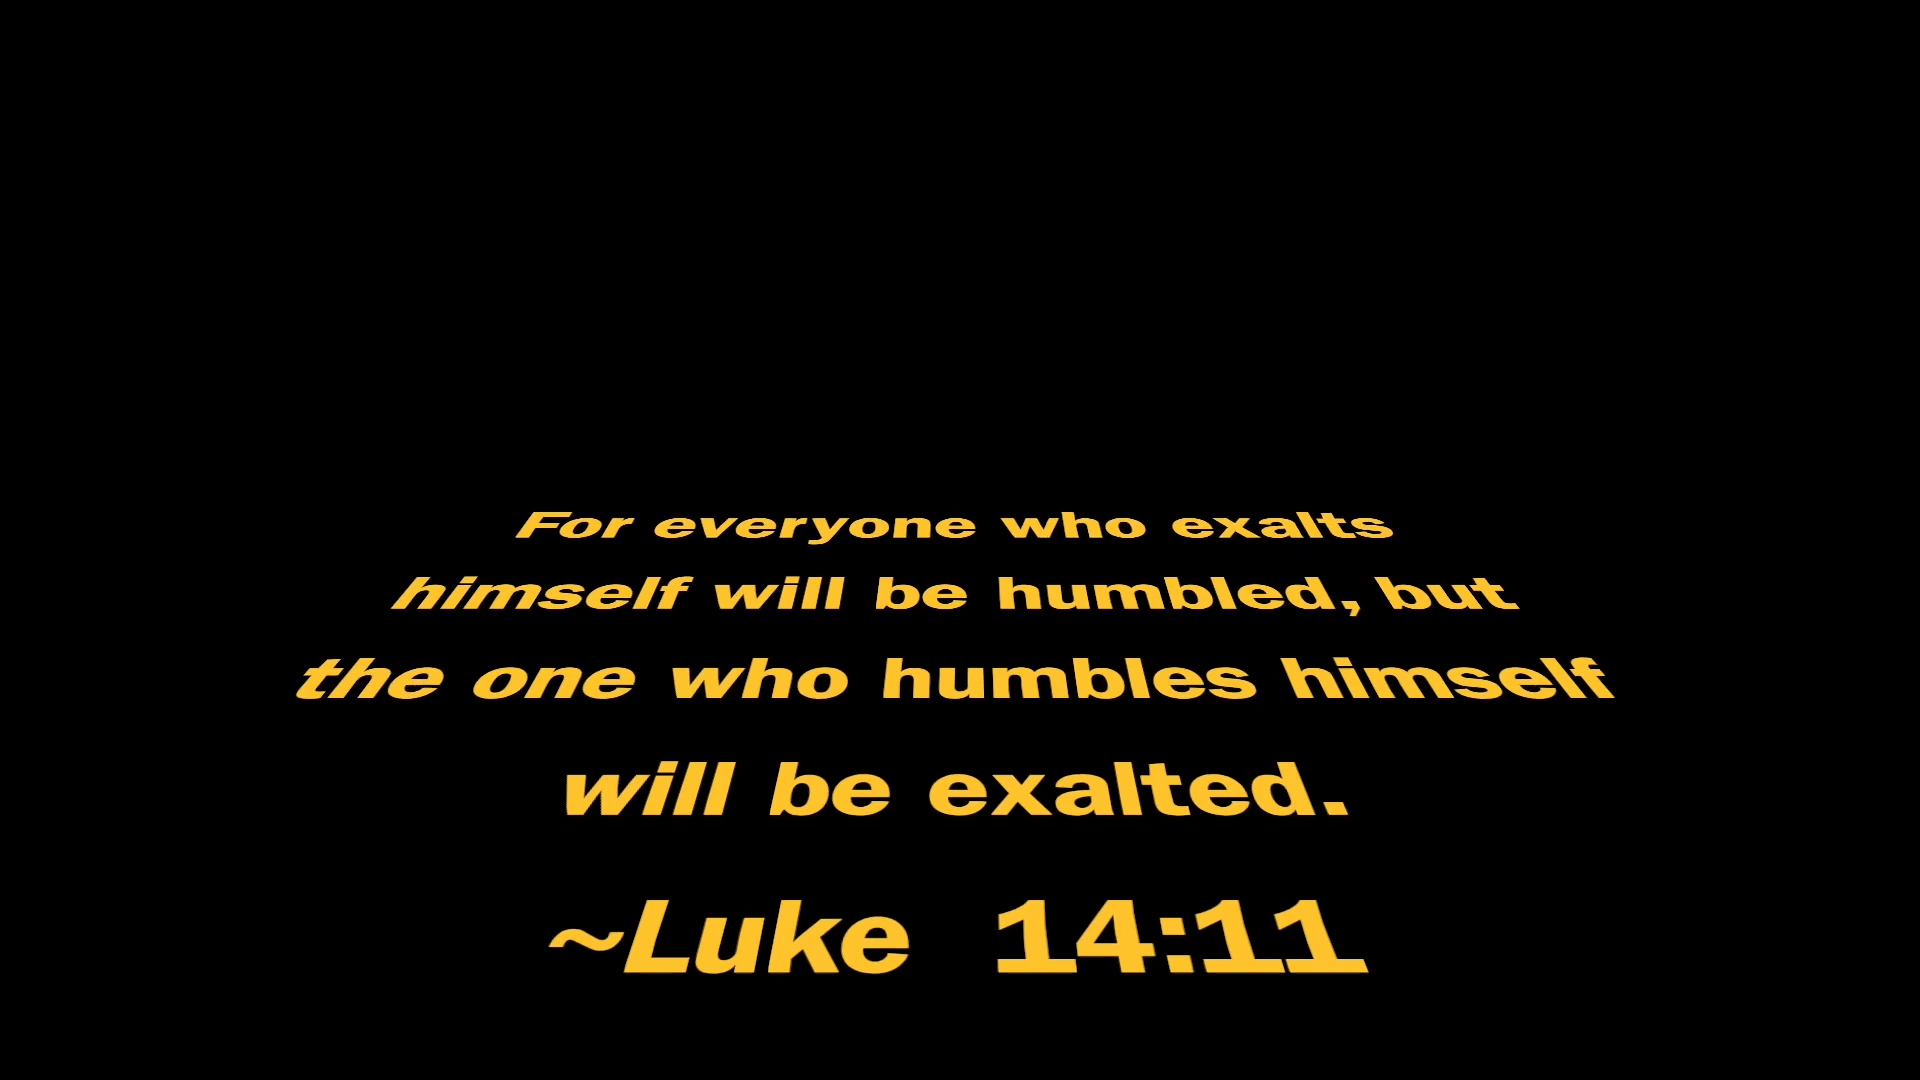 For everyone who exalts
himself will be humbled, but
the one who humbles himself
will be exalted.
~Luke 14:11